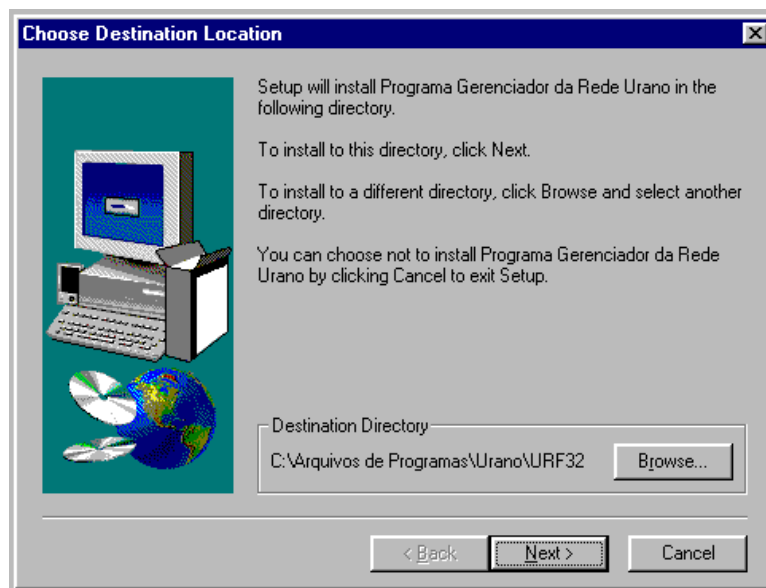 Choose Destination Location
Setup will install Programa Gerenciador da Rede Urano in the
following directory.
To install to this directory, click Next.
To install to a different directory, click Browse and select another
directory.
You can choose not to install Programa Gerenciador da Rede
Urano by clicking Cancel to exit Setup.
Destination Directory
C:\Arquivos de Programas\Urano\URF32
Browse...
< Back
Next >
Cancel